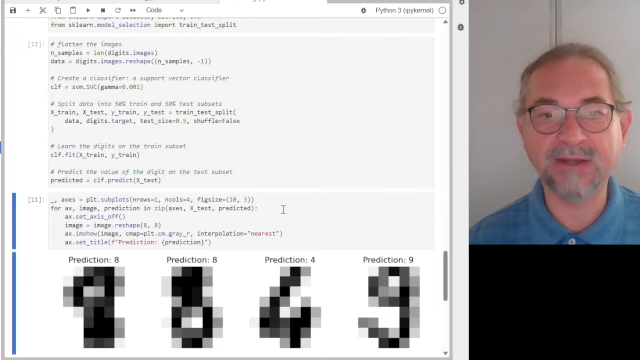 Code
Python 3 (ipykernel)
from sklearn.model_selection import train_test_split
[11]:
# flatten the images
n_samples = len(digits.images)
data = digits.images.reshape((n_samples, -1))
# Create a classifier: a support vector classifier
clf = svm.SVC(gamma=0.001)
# Split data into 50% train and 50% test subsets
X_train, X_test, y_train, y_test = train_test_split(
data, digits.target, test_size=0.5, shuffle=False
)
# Learn the digits on the train subset
clf.fit(X_train, y_train)
# Predict the value of the digit on the test subset
predicted = clf.predict(X_test)
[11]:
_, axes = plt.subplots(nrows=1, ncols=4, figsize=(10, 3))
for ax, image, prediction in zip(axes, X_test, predicted):
ax.set_axis_off()
image = image.reshape(8, 8)
ax.imshow(image, cmap=plt.cm.gray_r, interpolation="nearest")
ax.set_title(f"Prediction: {prediction}")
Prediction: 8
Prediction: 8
Prediction: 4
Prediction: 9